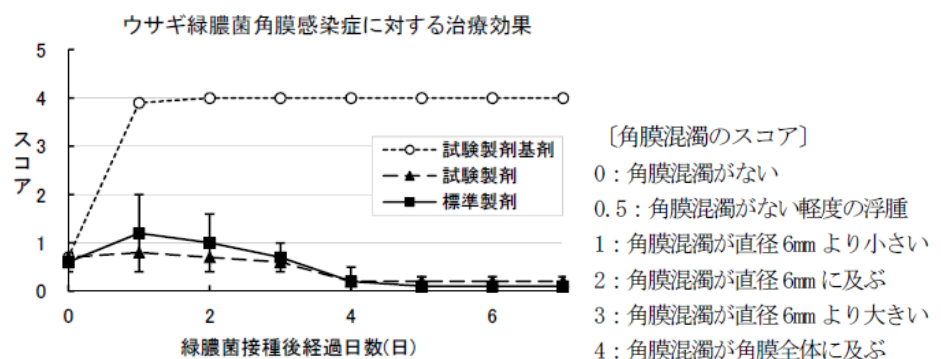 ウサギ緑膿菌角膜感染症に対する治療効果
5
4
3
2
1
0
スコア
試験製剤基剤
試験製剤
標準製剤
0
2
4
6
緑膿菌接種後経過日数(日)
〔角膜混濁のスコア〕
0：角膜混濁がない
0.5：角膜混濁がない軽度の浮腫
1：角膜混濁が直径6mmより小さい
2：角膜混濁が直径6mmに及ぶ
3：角膜混濁が直径6mmより大きい
4：角膜混濁が角膜全体に及ぶ